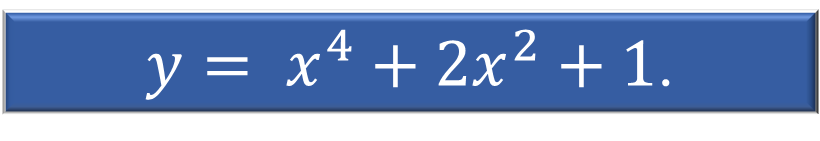 y = x⁴ + 2x² + 1.